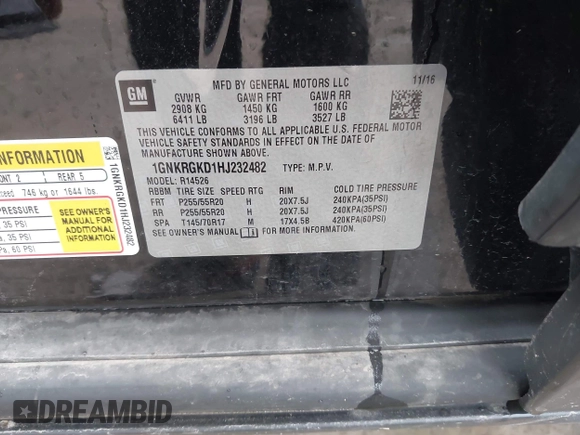 GM
MFD BY GENERAL MOTORS LLC
11/16
GVWR GAWR FRT GAWR RR
2908 KG 1450 KG 1600 KG
6411 LB 3196 LB 3527 LB
THIS VEHICLE CONFORMS TO ALL APPLICABLE U.S. FEDERAL MOTOR
VEHICLE SAFETY STANDARDS IN EFFECT ON THE DATE OF
MANUFACTURE SHOWN ABOVE.
1GNKRGKD1HJ232482 TYPE: M.P.V.
MODEL: R14526
RBBM TIRE SIZE SPEED RTG RIM COLD TIRE PRESSURE
FRT P255/55R20 H 20X7.5J 240KPA(35PSI)
RR P255/55R20 H 20X7.5J 240KPA(35PSI)
SPA T145/70R17 M 17X4.5B 420KPA(60PSI)
SEE OWNER'S MANUAL FOR MORE INFORMATION.
INFORMATION
2 REAR 5
746 kg or 1644 lbs.
PRESSURE
35 PSI
35 PSI
60 PSI
SEE OWNER'S
MANUAL FOR
ADDITIONAL
INFORMATION
1GNKRGKD1HJ232482
DREAMBID